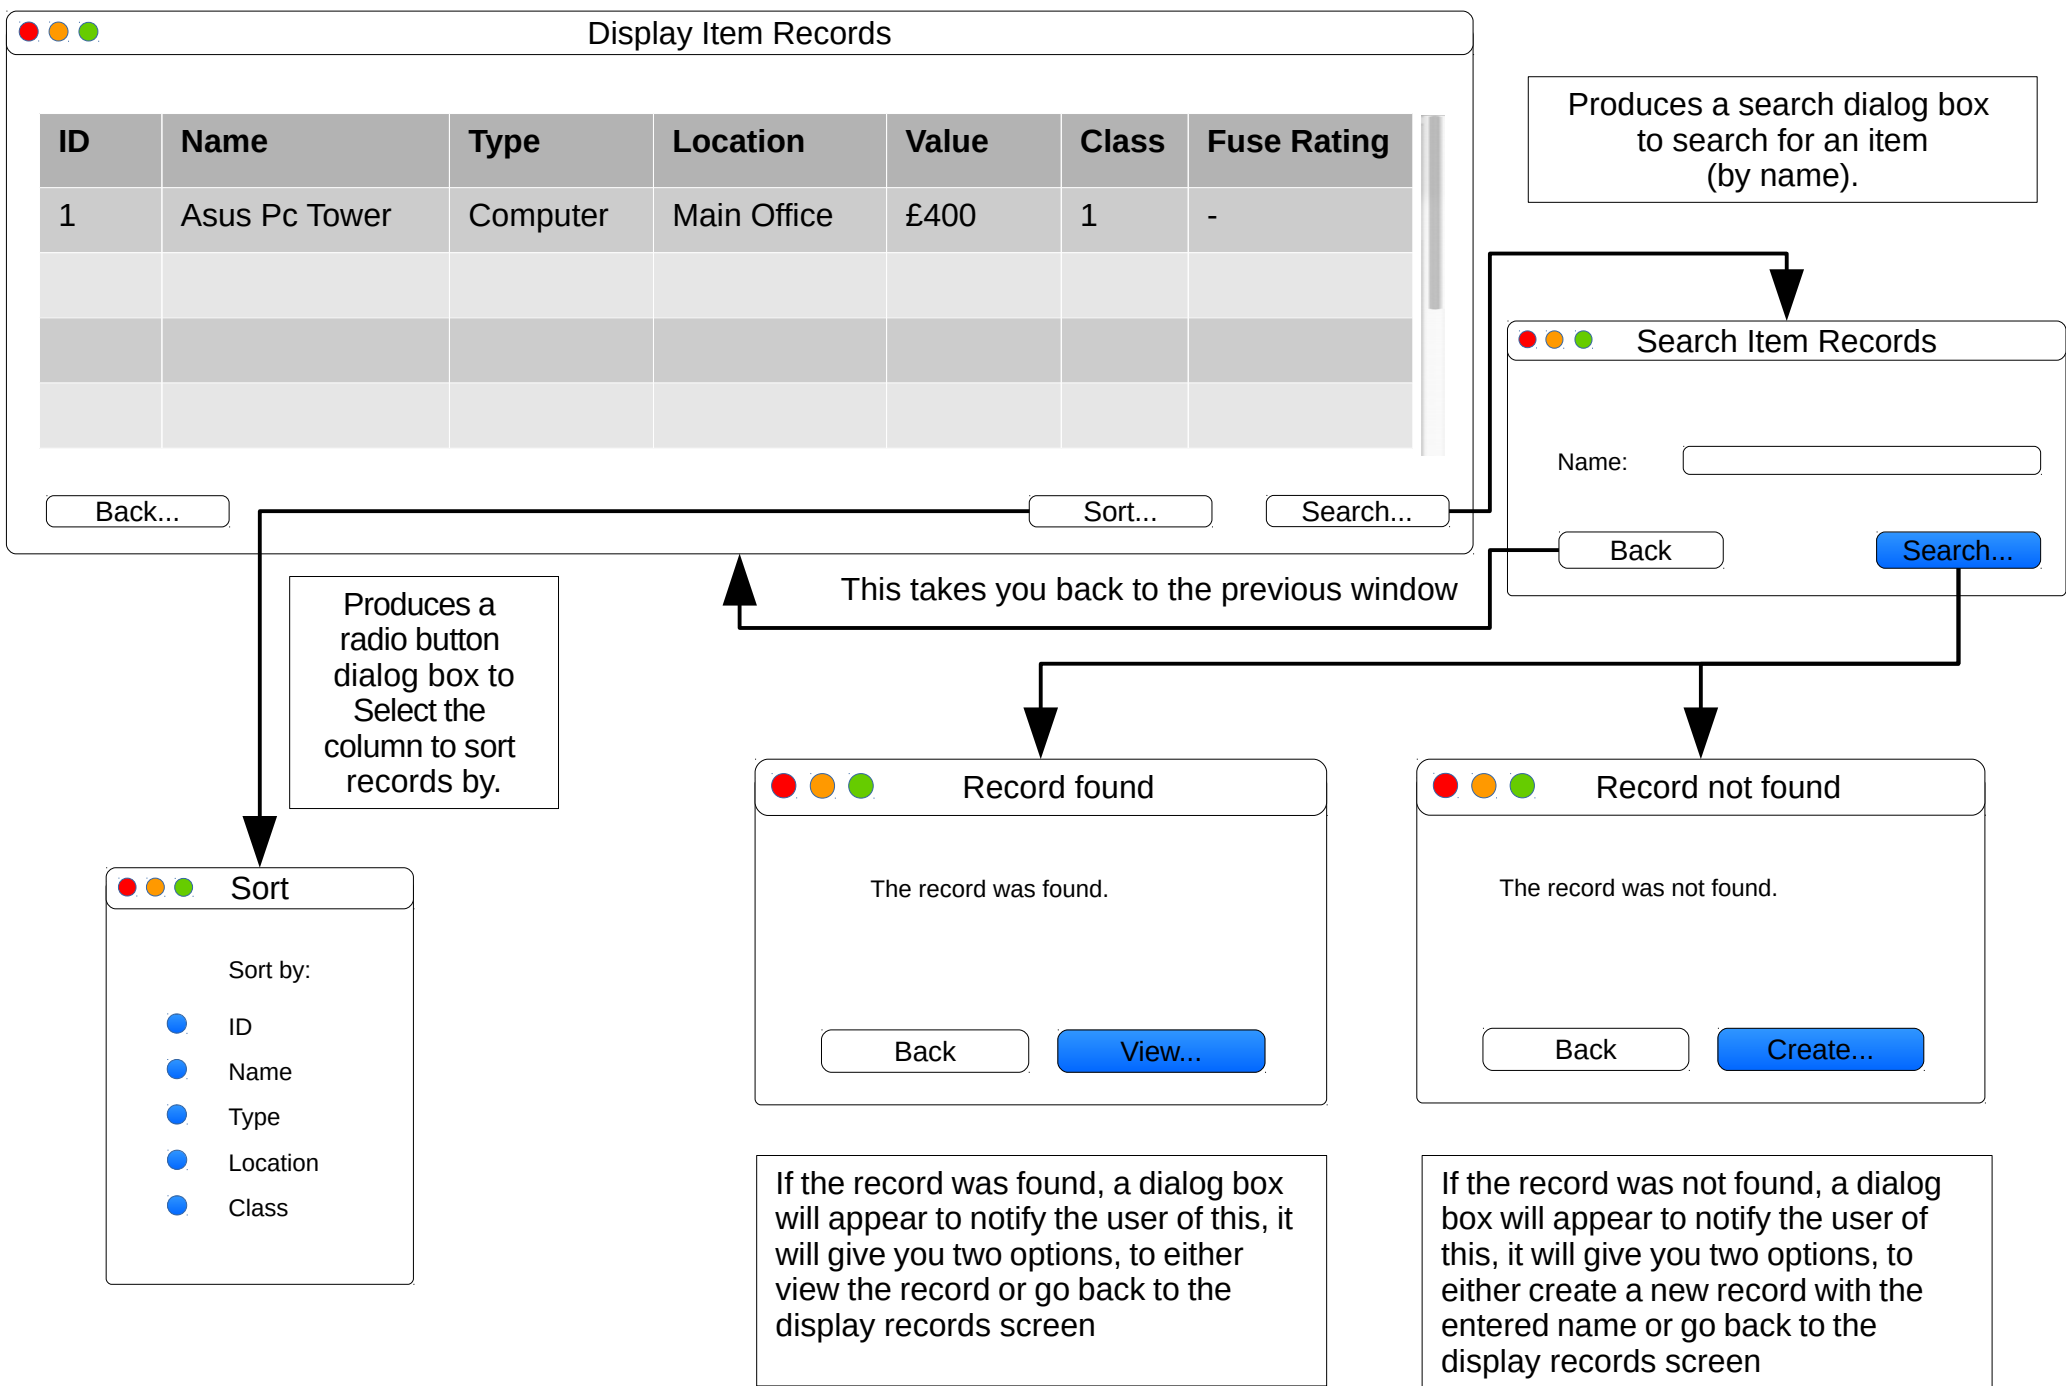 Display Item Records
ID Name Type Location Value Class Fuse Rating
1 Asus Pc Tower Computer Main Office £400 1 -
Back... Sort... Search...
Produces a search dialog box
to search for an item
(by name).
Search Item Records
Name:
Back Search...
This takes you back to the previous window
Produces a
radio button
dialog box to
Select the
column to sort
records by.
Sort
Sort by:
ID
Name
Type
Location
Class
Record found
The record was found.
Back View...
Record not found
The record was not found.
Back Create...
If the record was found, a dialog box
will appear to notify the user of this, it
will give you two options, to either
view the record or go back to the
display records screen
If the record was not found, a dialog
box will appear to notify the user of
this, it will give you two options, to
either create a new record with the
entered name or go back to the
display records screen